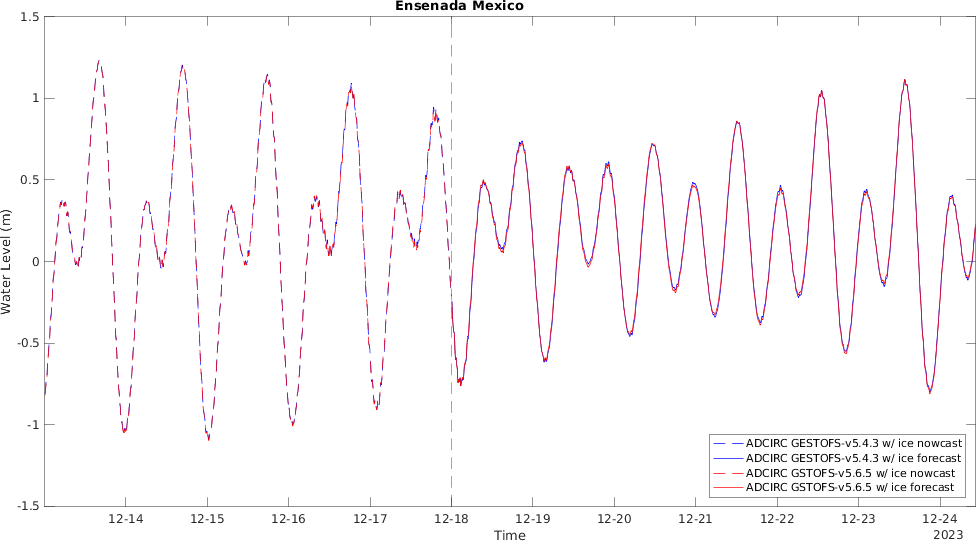 Ensenada Mexico
1.5
1
0.5
0
-0.5
-1
-1.5
Water Level (m)
ADCIRC GESTOFS-v5.4.3 w/ ice nowcast
ADCIRC GESTOFS-v5.4.3 w/ ice forecast
ADCIRC GSTOFS-v5.6.5 w/ ice nowcast
ADCIRC GSTOFS-v5.6.5 w/ ice forecast
12-14 12-15 12-16 12-17 12-18 12-19 12-20 12-21 12-22 12-23 12-24
Time
2023